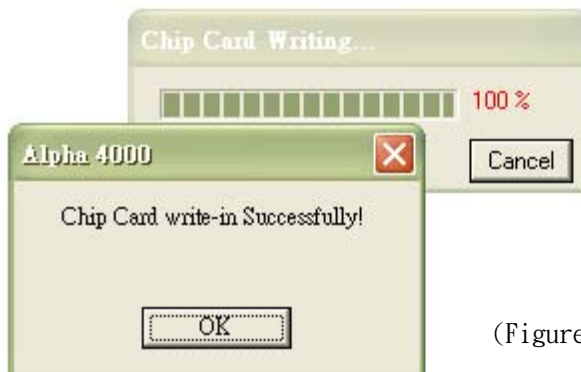 Chip Card Writing...
100 %
Cancel
Alpha 4000
Chip Card write-in Successfully!
OK
(Figure